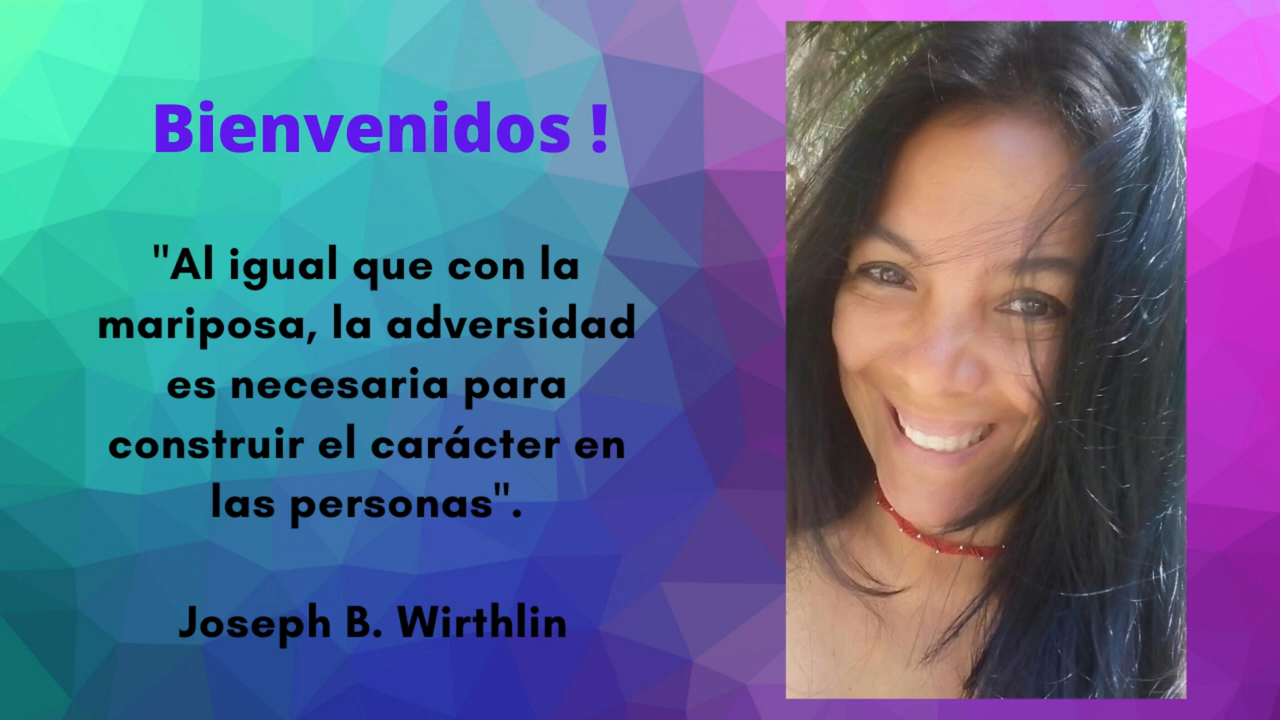 Bienvenidos !
"Al igual que con la
mariposa, la adversidad
es necesaria para
construir el carácter en
las personas".
Joseph B. Wirthlin